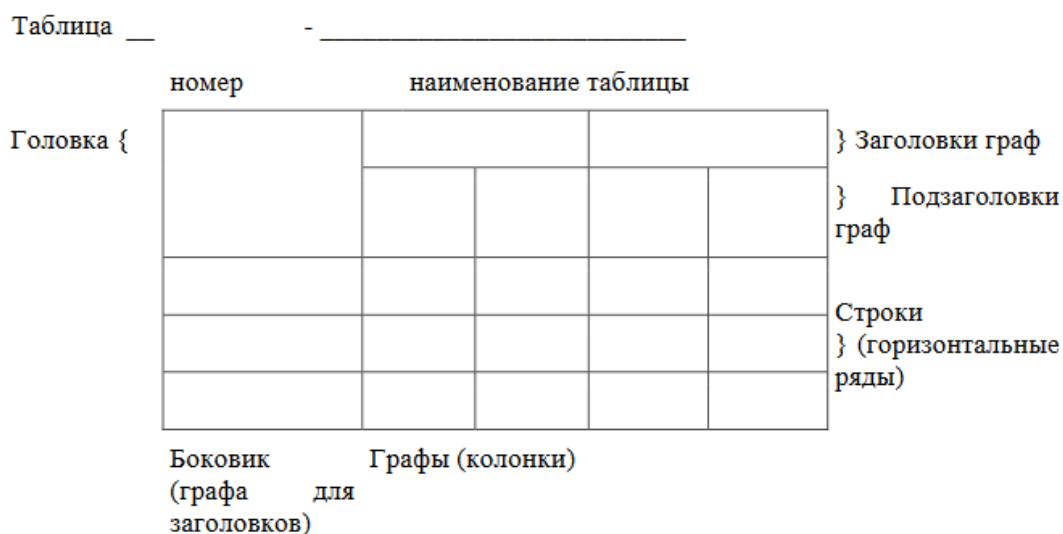 Таблица __ - __________________________
номер наименование таблицы
Головка { } Заголовки граф
} Подзаголовки
граф
Строки
} (горизонтальные
ряды)
Боковик Графы (колонки)
(графа для
заголовков)